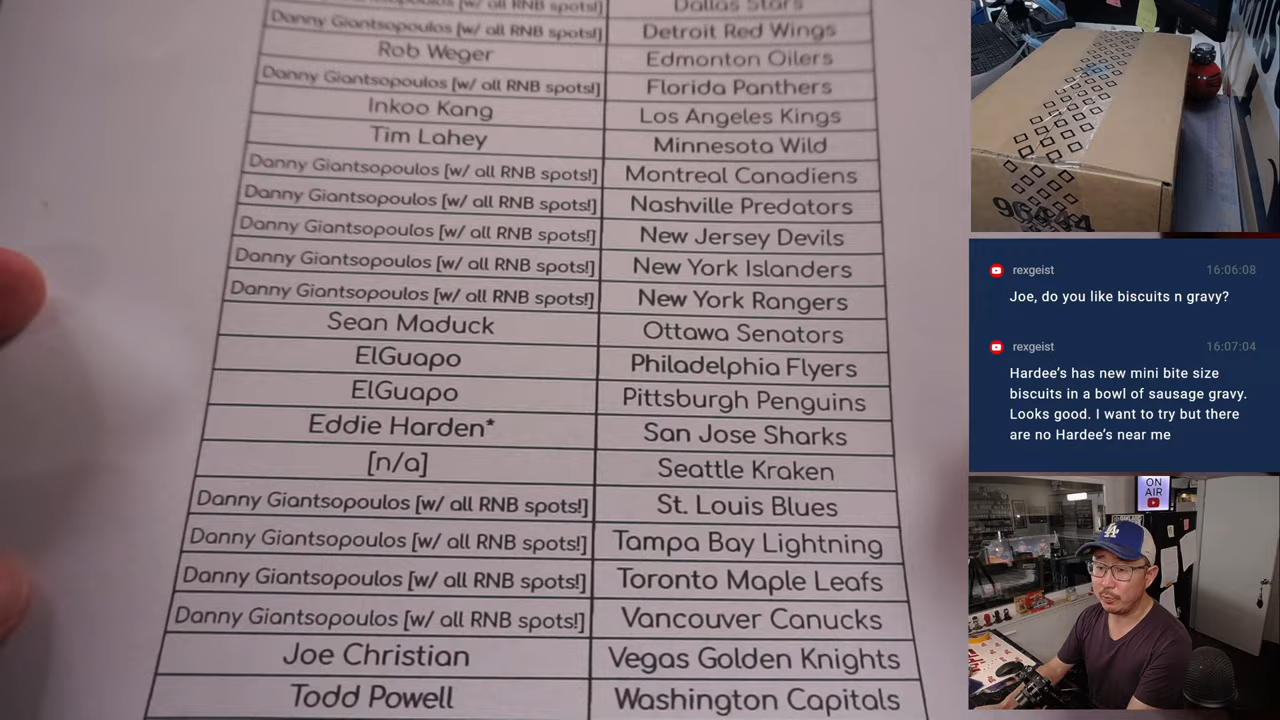 [w/ all RNB spots!] Dallas Stars
Danny Giantsopoulos [w/ all RNB spots!] Detroit Red Wings
Rob Weger Edmonton Oilers
Danny Giantsopoulos [w/ all RNB spots!] Florida Panthers
Inkoo Kang Los Angeles Kings
Tim Lahey Minnesota Wild
Danny Giantsopoulos [w/ all RNB spots!] Montreal Canadiens
Danny Giantsopoulos [w/ all RNB spots!] Nashville Predators
Danny Giantsopoulos [w/ all RNB spots!] New Jersey Devils
Danny Giantsopoulos [w/ all RNB spots!] New York Islanders
Danny Giantsopoulos [w/ all RNB spots!] New York Rangers
Sean Maduck Ottawa Senators
ElGuapo Philadelphia Flyers
ElGuapo Pittsburgh Penguins
Eddie Harden* San Jose Sharks
[n/a] Seattle Kraken
Danny Giantsopoulos [w/ all RNB spots!] St. Louis Blues
Danny Giantsopoulos [w/ all RNB spots!] Tampa Bay Lightning
Danny Giantsopoulos [w/ all RNB spots!] Toronto Maple Leafs
Danny Giantsopoulos [w/ all RNB spots!] Vancouver Canucks
Joe Christian Vegas Golden Knights
Todd Powell Washington Capitals
rexgeist 16:06:08
Joe, do you like biscuits n gravy?
rexgeist 16:07:04
Hardee's has new mini bite size
biscuits in a bowl of sausage gravy.
Looks good. I want to try but there
are no Hardee's near me
ON
AIR
LA